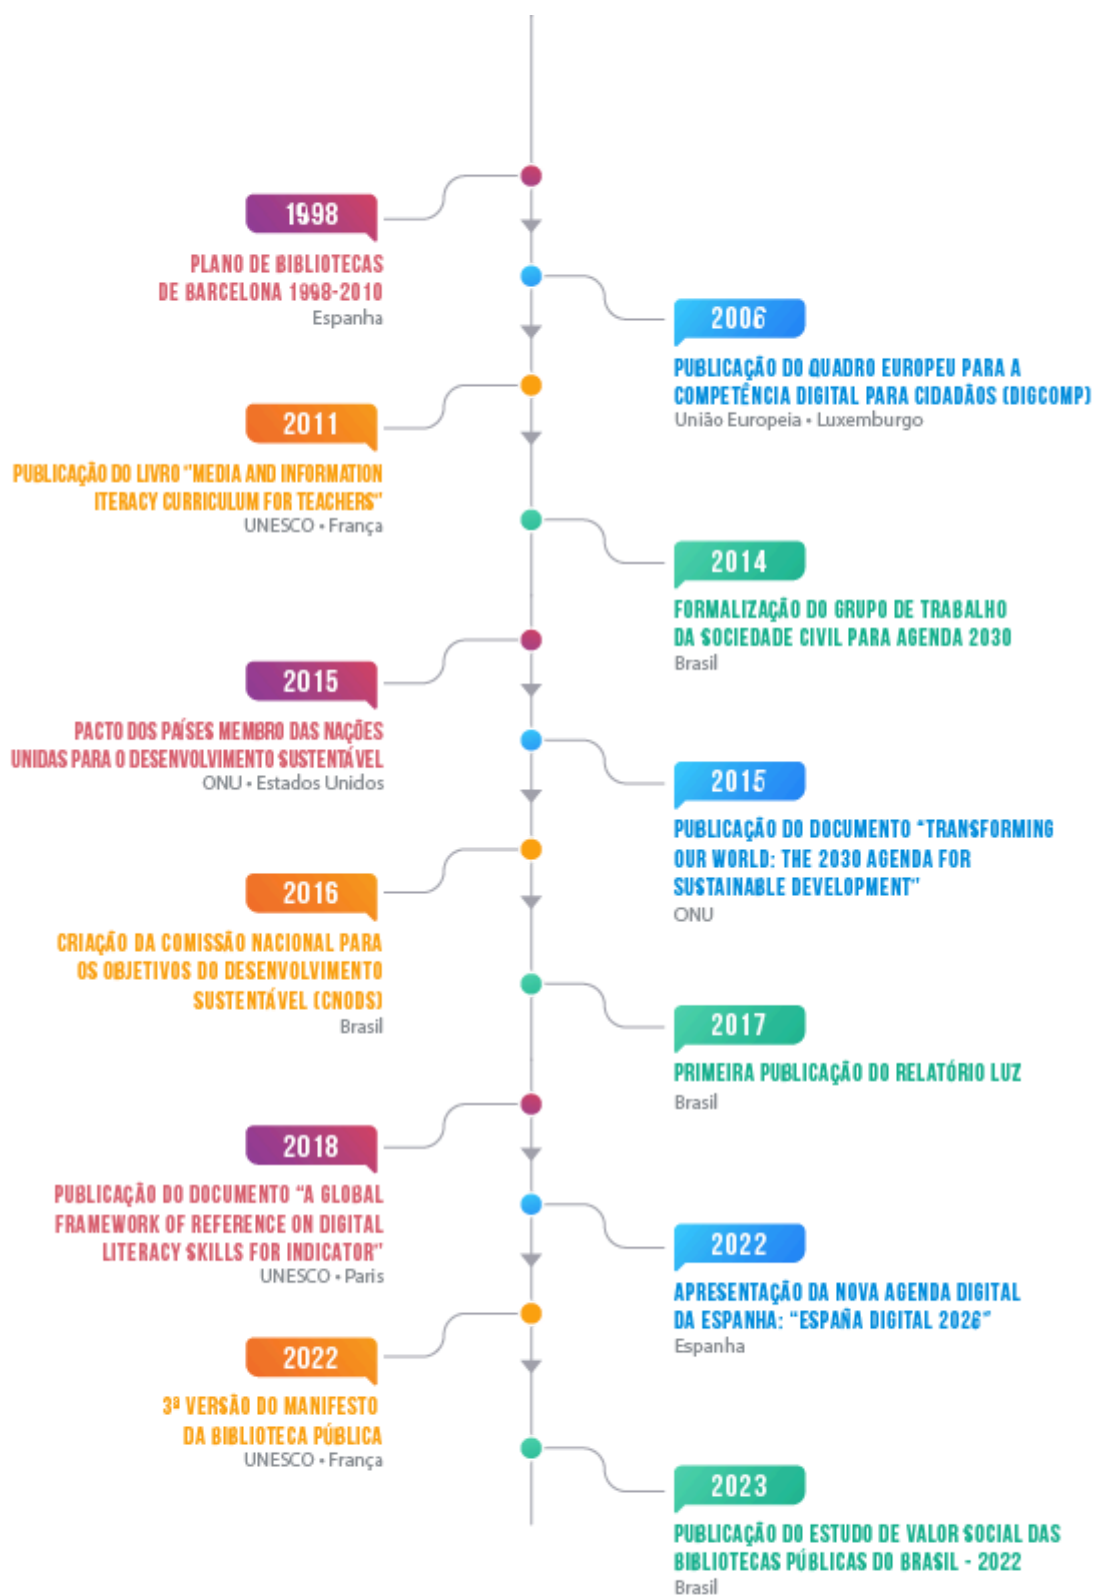 1998
PLANO DE BIBLIOTECAS
DE BARCELONA 1998-2010
Espanha
2006
PUBLICAÇÃO DO QUADRO EUROPEU PARA A
COMPETÊNCIA DIGITAL PARA CIDADÃOS (DIGCOMP)
União Europeia • Luxemburgo
2011
PUBLICAÇÃO DO LIVRO "MEDIA AND INFORMATION
ITERACY CURRICULUM FOR TEACHERS"
UNESCO • França
2014
FORMALIZAÇÃO DO GRUPO DE TRABALHO
DA SOCIEDADE CIVIL PARA AGENDA 2030
Brasil
2015
PACTO DOS PAÍSES MEMBRO DAS NAÇÕES
UNIDAS PARA O DESENVOLVIMENTO SUSTENTÁVEL
ONU • Estados Unidos
2015
PUBLICAÇÃO DO DOCUMENTO "TRANSFORMING
OUR WORLD: THE 2030 AGENDA FOR
SUSTAINABLE DEVELOPMENT"
ONU
2016
CRIAÇÃO DA COMISSÃO NACIONAL PARA
OS OBJETIVOS DO DESENVOLVIMENTO
SUSTENTÁVEL (CNODS)
Brasil
2017
PRIMEIRA PUBLICAÇÃO DO RELATÓRIO LUZ
Brasil
2018
PUBLICAÇÃO DO DOCUMENTO "A GLOBAL
FRAMEWORK OF REFERENCE ON DIGITAL
LITERACY SKILLS FOR INDICATOR"
UNESCO • Paris
2022
APRESENTAÇÃO DA NOVA AGENDA DIGITAL
DA ESPANHA: "ESPAÑA DIGITAL 2026"
Espanha
2022
3ª VERSÃO DO MANIFESTO
DA BIBLIOTECA PÚBLICA
UNESCO • França
2023
PUBLICAÇÃO DO ESTUDO DE VALOR SOCIAL DAS
BIBLIOTECAS PÚBLICAS DO BRASIL - 2022
Brasil